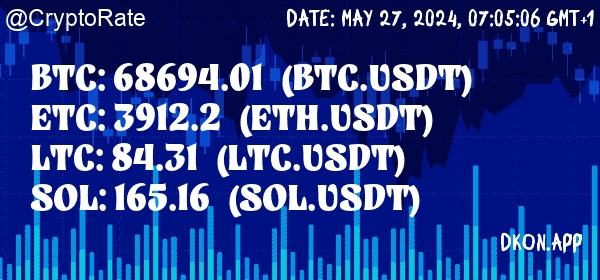 @CryptoRate
DATE: MAY 27, 2024, 07:05:06 GMT+1
BTC: 68694.01 (BTC.USDT)
ETC: 3912.2 (ETH.USDT)
LTC: 84.31 (LTC.USDT)
SOL: 165.16 (SOL.USDT)
DKON.APP